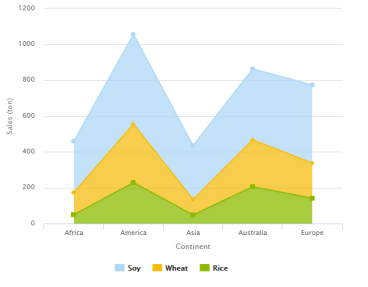 1200
1000
800
600
400
200
0
Sales (ton)
Africa America Asia Australia Europe
Continent
Soy Wheat Rice